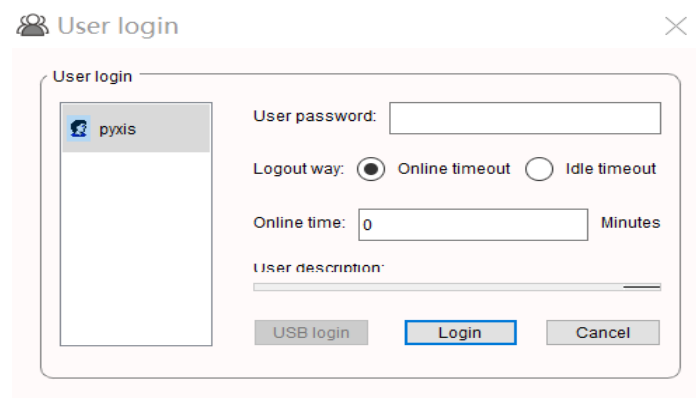 User login
User login
pyxis
User password:
Logout way: Online timeout Idle timeout
Online time: 0 Minutes
User description:
USB login Login Cancel